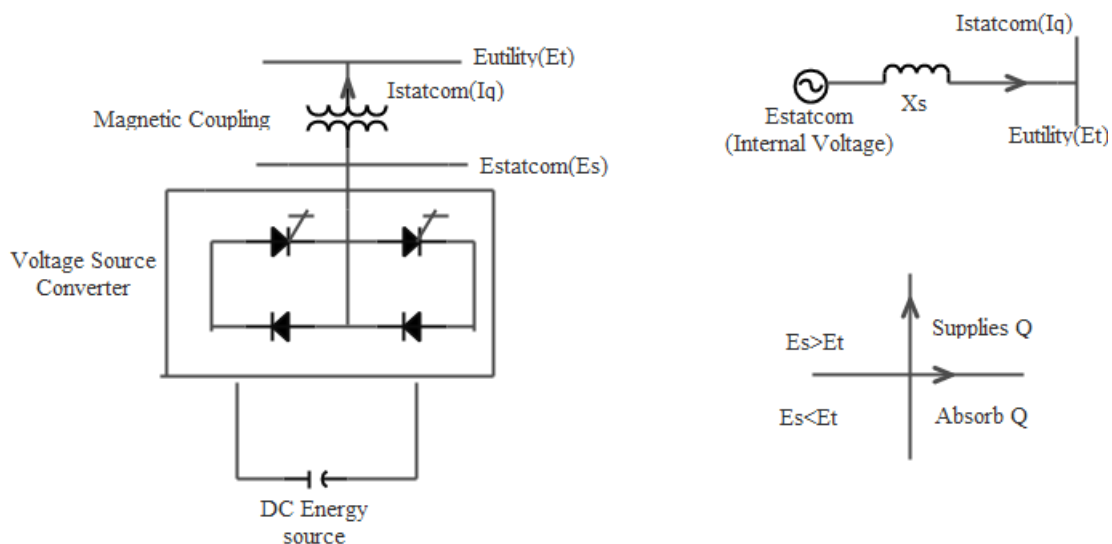 Eutility(Et)
Istatcom(Iq)
Magnetic Coupling
Estatcom(Es)
Voltage Source
Converter
DC Energy
source
Istatcom(Iq)
Xs
Estatcom
(Internal Voltage)
Eutility(Et)
Supplies Q
Es>Et
Es<Et
Absorb Q